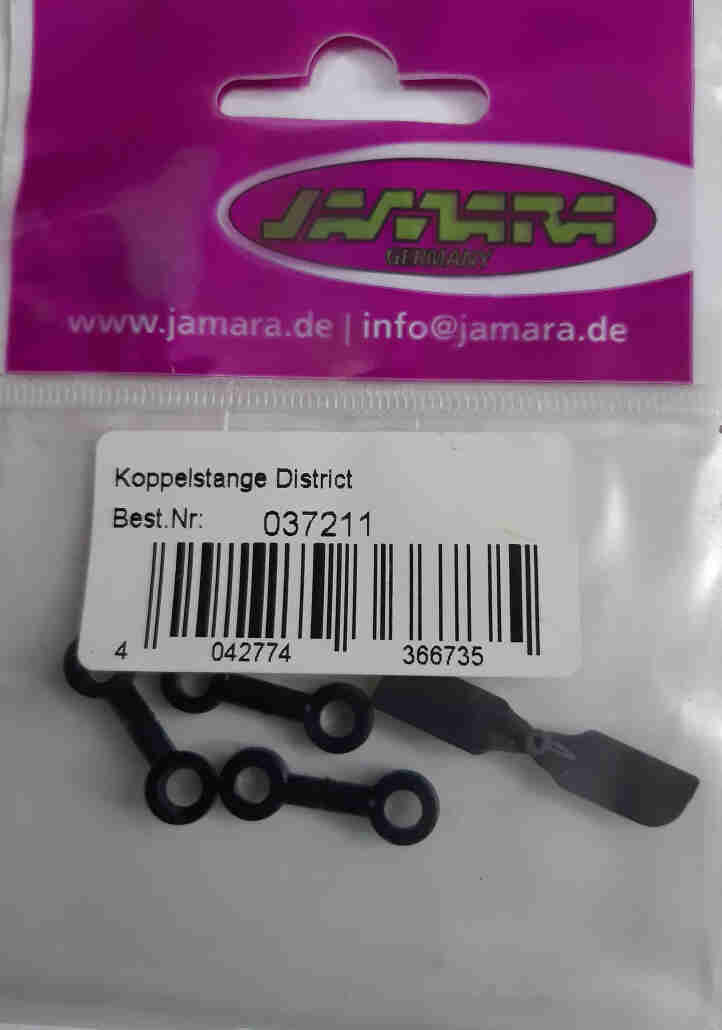 JAMARA
GERMANY
www.jamara.de | info@jamara.de
Koppelstange District
Best.Nr: 037211
4 042774 366735